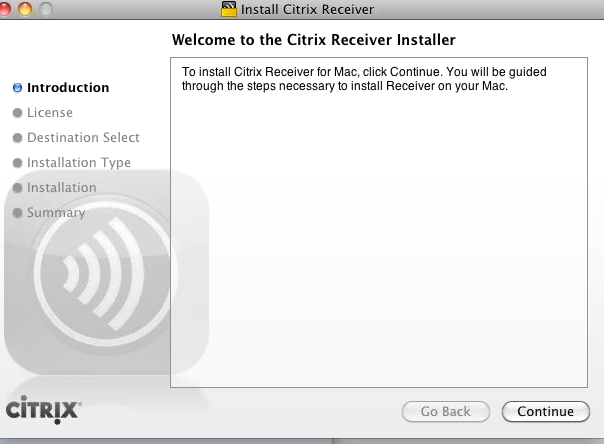 Install Citrix Receiver
Welcome to the Citrix Receiver Installer
Introduction
License
Destination Select
Installation Type
Installation
Summary
To install Citrix Receiver for Mac, click Continue. You will be guided
through the steps necessary to install Receiver on your Mac.
CITRIX
Go Back
Continue